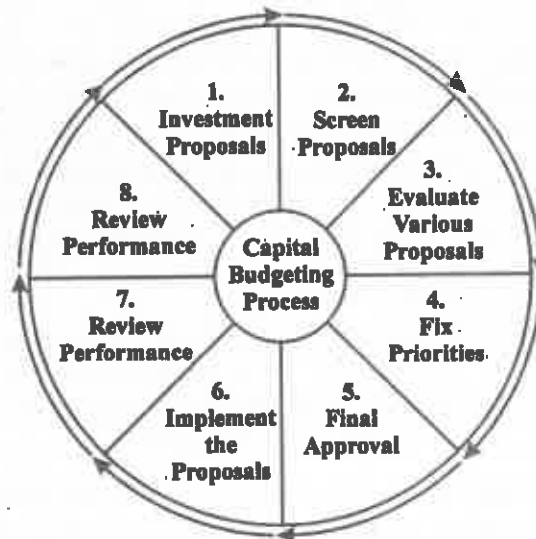 1.
Investment
Proposals
2.
Screen
Proposals
3.
Evaluate
Various
Proposals
4.
Fix
Priorities
5.
Final
Approval
6.
Implement
the
Proposals
7.
Review
Performance
8.
Review
Performance
Capital
Budgeting
Process